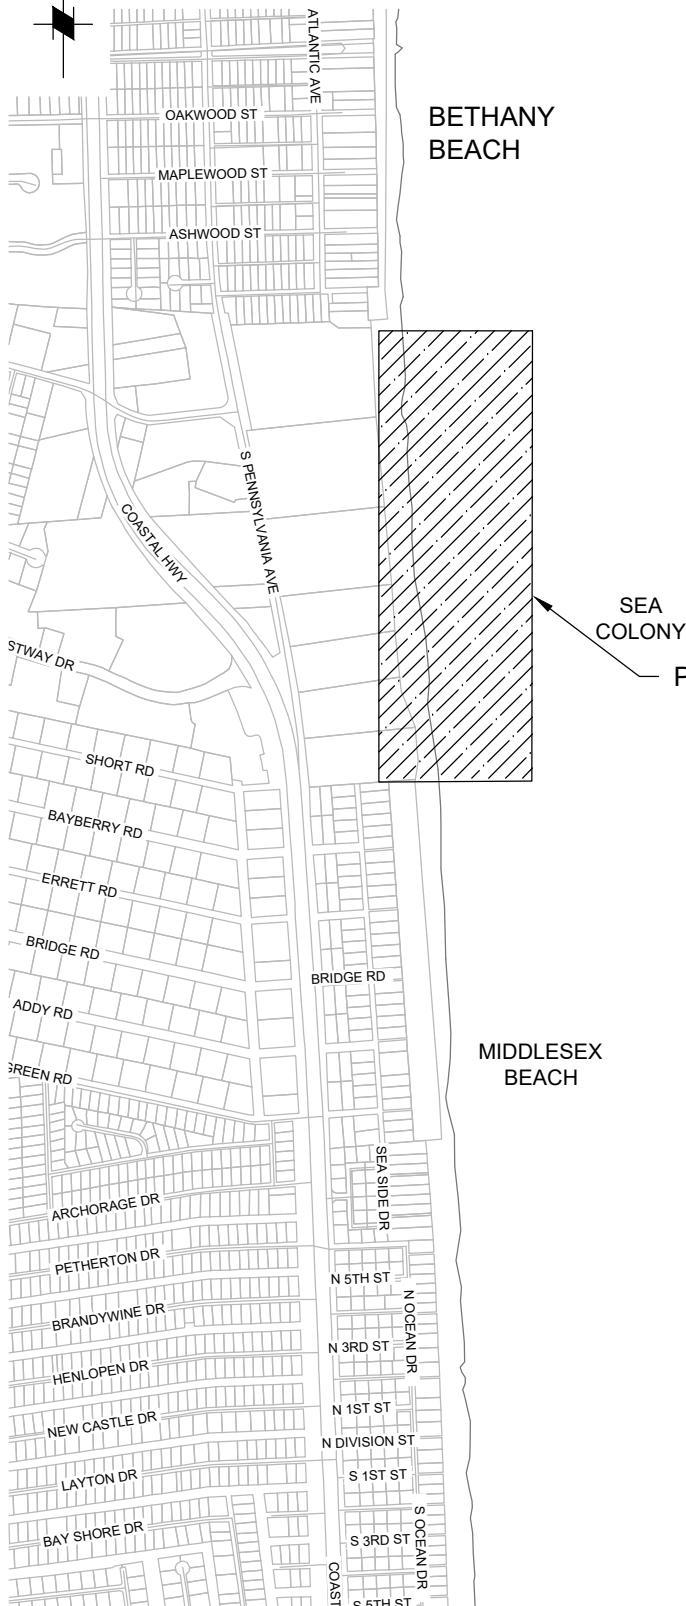 ATLANTIC AVE
OAKWOOD ST
BETHANY
BEACH
MAPLEWOOD ST
ASHWOOD ST
S PENNSYLVANIA AVE
COASTAL HWY
SEA
COLONY
P
STWAY DR
SHORT RD
BAYBERRY RD
ERRETT RD
BRIDGE RD
BRIDGE RD
ADDY RD
MIDDLESEX
BEACH
GREEN RD
SEA SIDE DR
ARCHORAGE DR
PETHERTON DR
N 5TH ST
N OCEAN DR
BRANDYWINE DR
N 3RD ST
HENLOPEN DR
N 1ST ST
NEW CASTLE DR
N DIVISION ST
LAYTON DR
S 1ST ST
S OCEAN DR
BAY SHORE DR
S 3RD ST
COAST
S 5TH ST